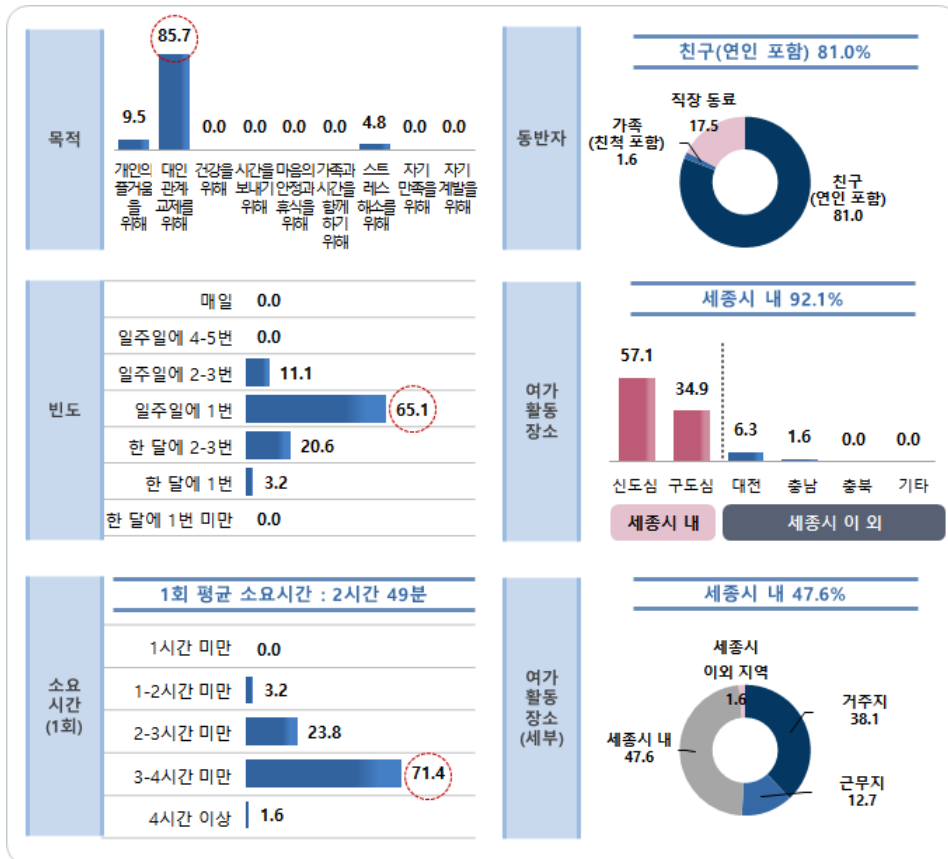 목적
85.7
9.5
0.0
0.0
0.0
0.0
4.8
0.0
0.0
개인의
즐거움
을
위해
대인
관계
교제를
위해
건강을
위해
시간을
보내기
위해
마음의
안정과
휴식을
위해
가족과
시간을
함께
하기
위해
스트
레스
해소를
위해
자기
만족을
위해
자기
계발을
위해
동반자
친구(연인 포함) 81.0%
직장 동료
17.5
가족
(친척 포함)
1.6
친구
(연인 포함)
81.0
빈도
매일 0.0
일주일에 4-5번 0.0
일주일에 2-3번 11.1
일주일에 1번 65.1
한 달에 2-3번 20.6
한 달에 1번 3.2
한 달에 1번 미만 0.0
여가
활동
장소
세종시 내 92.1%
57.1
34.9
6.3
1.6
0.0
0.0
신도심 구도심 대전 충남 충북 기타
세종시 내 세종시 이 외
소요
시간
(1회)
1회 평균 소요시간 : 2시간 49분
1시간 미만 0.0
1-2시간 미만 3.2
2-3시간 미만 23.8
3-4시간 미만 71.4
4시간 이상 1.6
여가
활동
장소
(세부)
세종시 내 47.6%
세종시
이외 지역
1.6
거주지
38.1
세종시 내
47.6
근무지
12.7